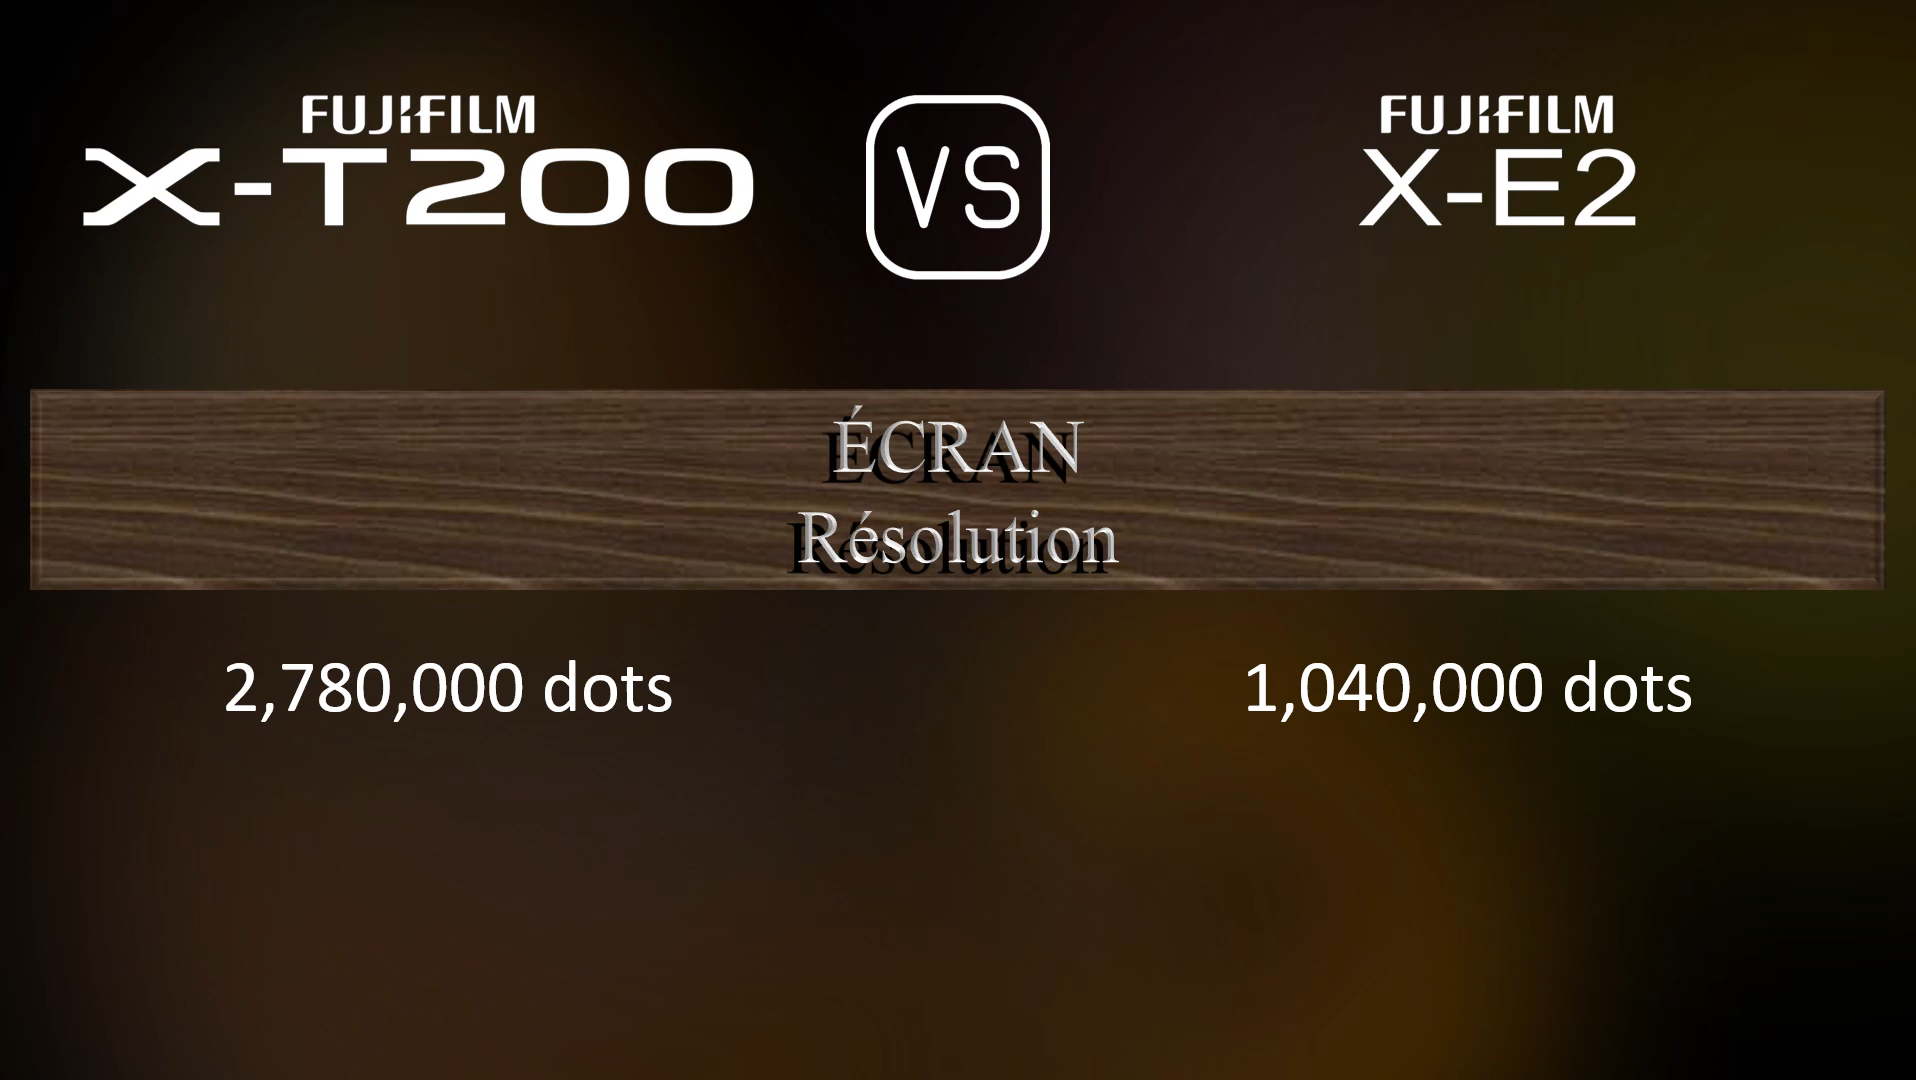 FUJIFILM
X-T200
VS
FUJIFILM
X-E2
ÉCRAN
Résolution
2,780,000 dots
1,040,000 dots